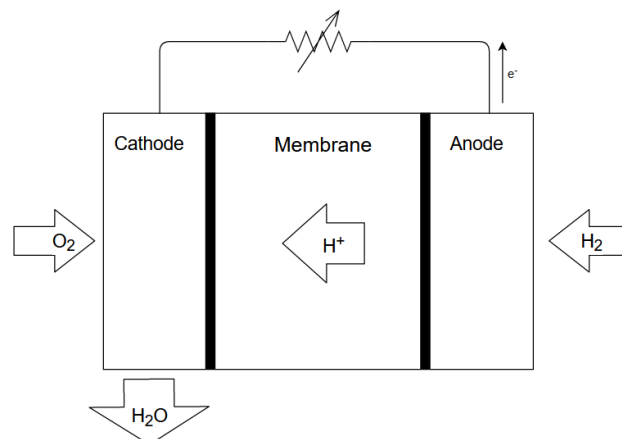 e⁻
Cathode
Membrane
Anode
O₂
H⁺
H₂
H₂O